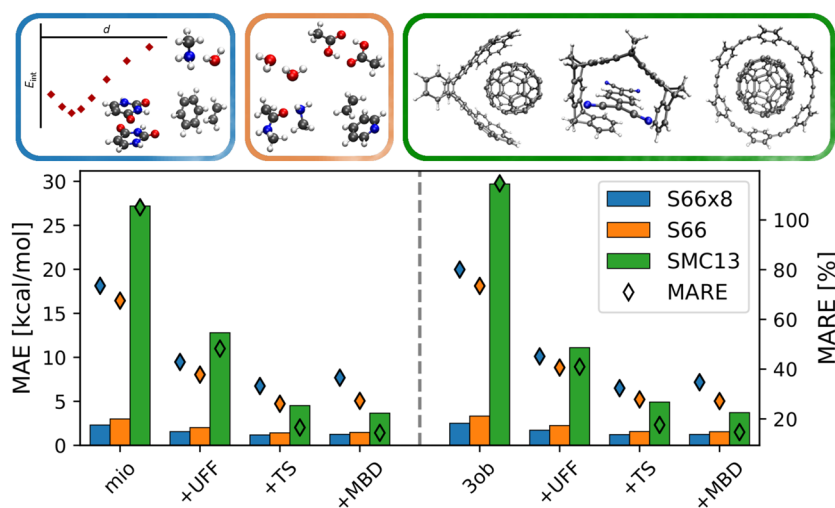 d
E_int
30
25
20
15
10
5
0
MAE [kcal/mol]
100
80
60
40
20
MARE [%]
S66x8
S66
SMC13
MARE
mio
+UFF
+TS
+MBD
3ob
+UFF
+TS
+MBD